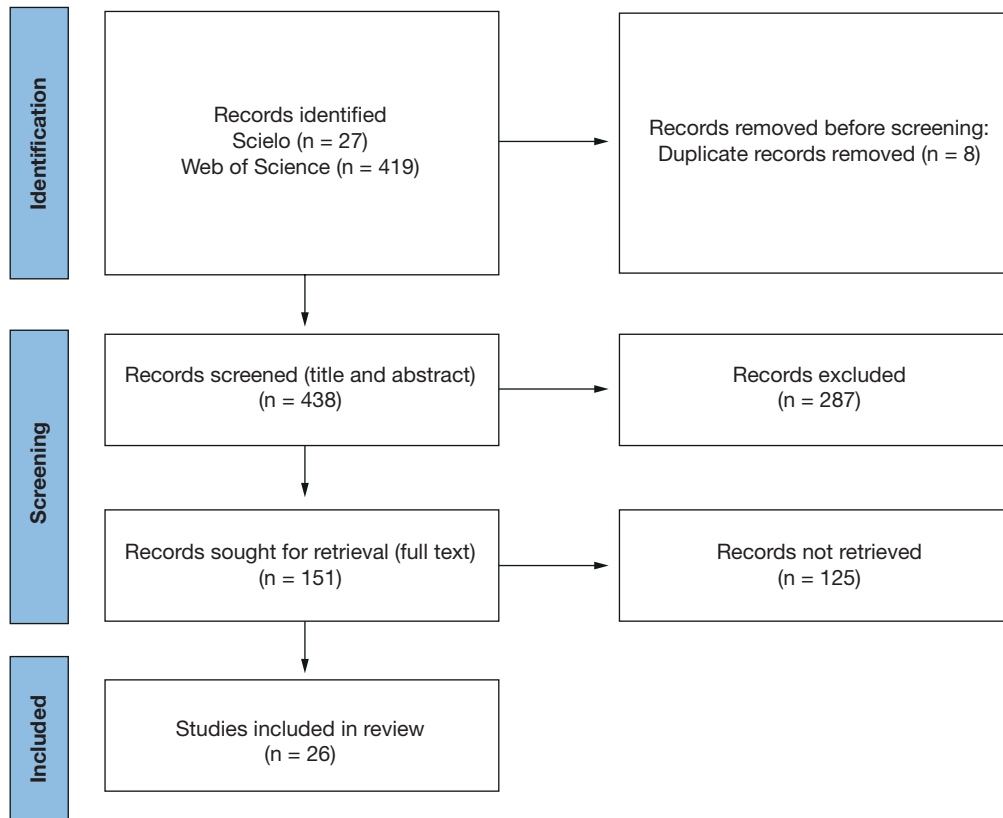 Identification
Records identified
Scielo (n = 27)
Web of Science (n = 419)
Records removed before screening:
Duplicate records removed (n = 8)
Screening
Records screened (title and abstract)
(n = 438)
Records excluded
(n = 287)
Records sought for retrieval (full text)
(n = 151)
Records not retrieved
(n = 125)
Included
Studies included in review
(n = 26)